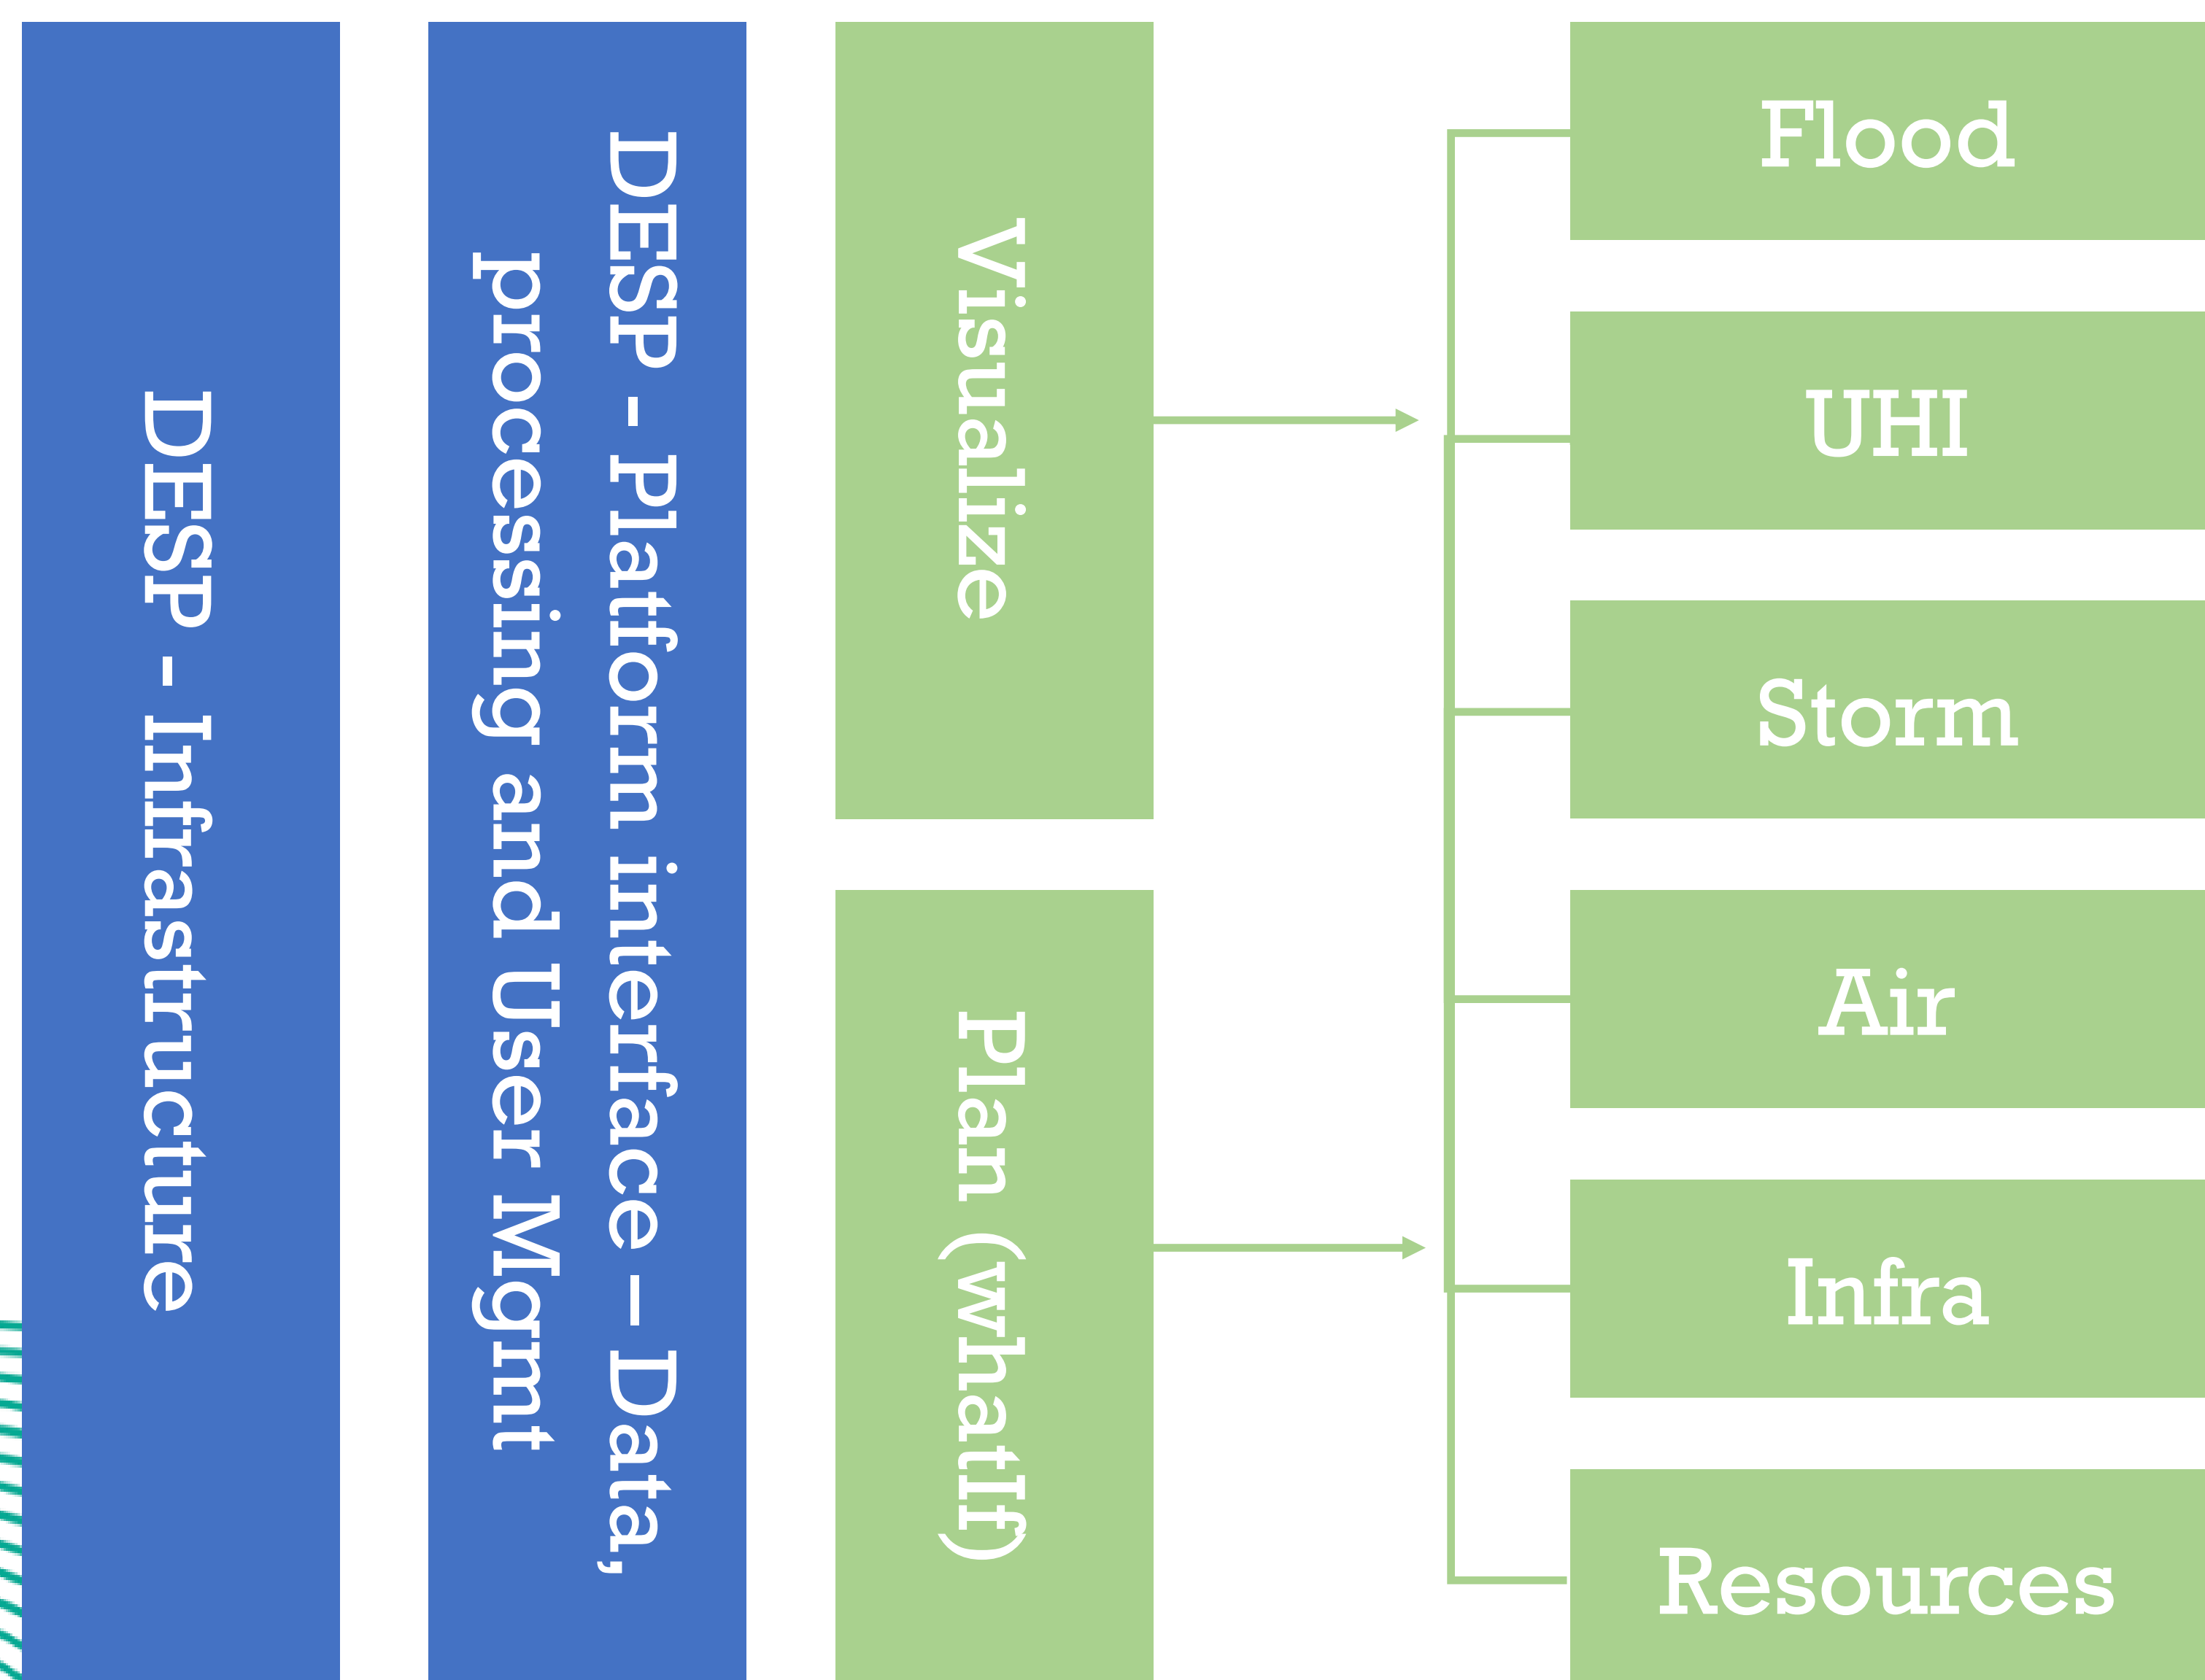 DESP - Infrastructure
DESP - Platform interface – Data,
processing and User Mgmt
Visualize
Plan (whatIf)
Flood
UHI
Storm
Air
Infra
Resources